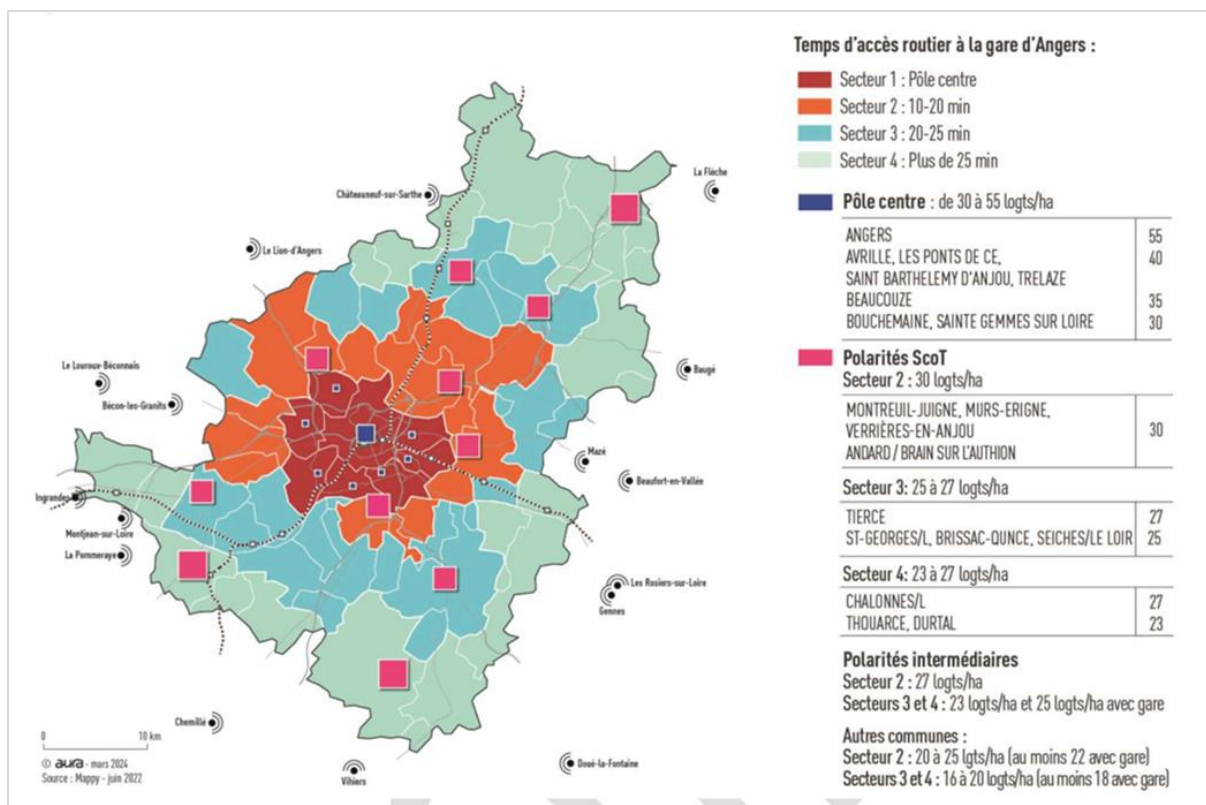 Temps d'accès routier à la gare d'Angers :
Secteur 1 : Pôle centre
Secteur 2 : 10-20 min
Secteur 3 : 20-25 min
Secteur 4 : Plus de 25 min
Pôle centre : de 30 à 55 logts/ha
ANGERS 55
AVRILLE, LES PONTS DE CE, 40
SAINT BARTHELEMY D'ANJOU, TRELAZE
BEAUCOUZE 35
BOUCHEMAINE, SAINTE GEMMES SUR LOIRE 30
Polarités ScoT
Secteur 2 : 30 logts/ha
MONTREUIL-JUIGNE, MURS-ERIGNE,
VERRIÈRES-EN-ANJOU 30
ANDARD / BRAIN SUR L'AUTHION
Secteur 3: 25 à 27 logts/ha
TIERCE 27
ST-GEORGES/L, BRISSAC-QUNCE, SEICHES/LE LOIR 25
Secteur 4: 23 à 27 logts/ha
CHALONNES/L 27
THOUARCE, DURTAL 23
Polarités intermédiaires
Secteur 2 : 27 logts/ha
Secteurs 3 et 4 : 23 logts/ha et 25 logts/ha avec gare
Autres communes :
Secteur 2 : 20 à 25 lgts/ha (au moins 22 avec gare)
Secteurs 3 et 4 : 16 à 20 logts/ha (au moins 18 avec gare)
La Flèche
Châteauneuf-sur-Sarthe
Le Lion-d'Angers
Le Louroux-Béconnais
Bécon-les-Granits
Baugé
Mazé
Beaufort-en-Vallée
Ingrandes
Montjean-sur-Loire
La Pommeraye
Les Rosiers-sur-Loire
Gennes
Chemillé
Vihiers
Doué-la-Fontaine
0 10 km
© aura - mars 2024
Source : Mappy - juin 2022